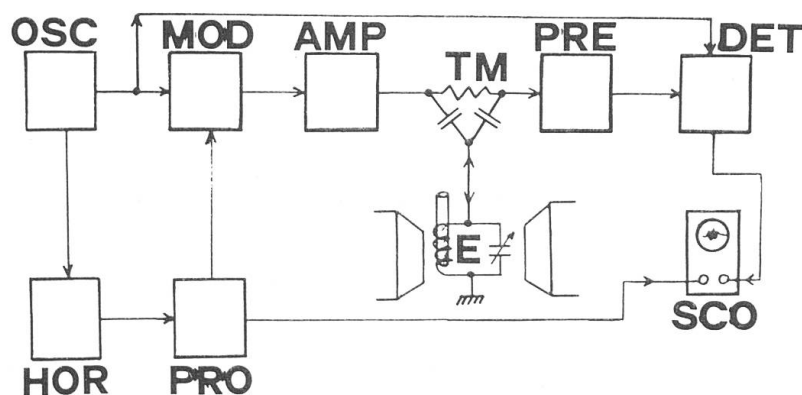 OSC MOD AMP PRE DET
TM
E
SCO
HOR PRO